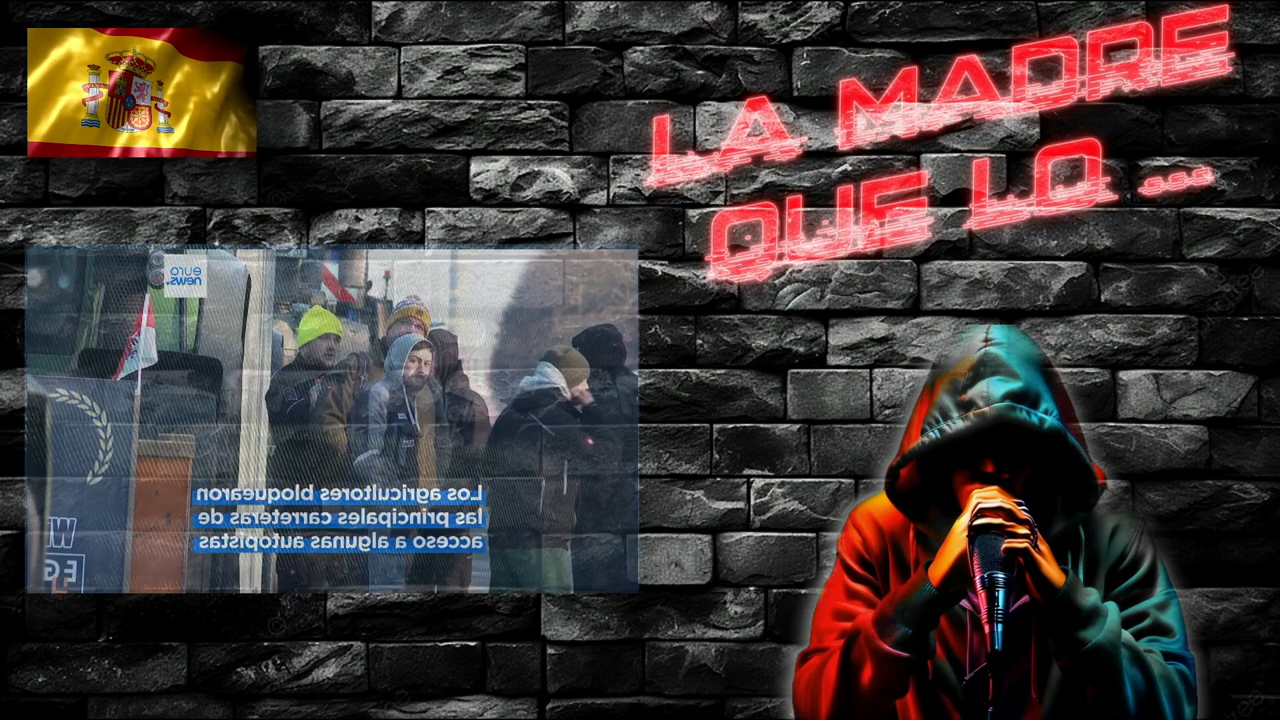 LA MADRE
QUE LO ...
euro
news.
Los agricultores bloquearon
las principales carreteras de
acceso a algunas autopistas